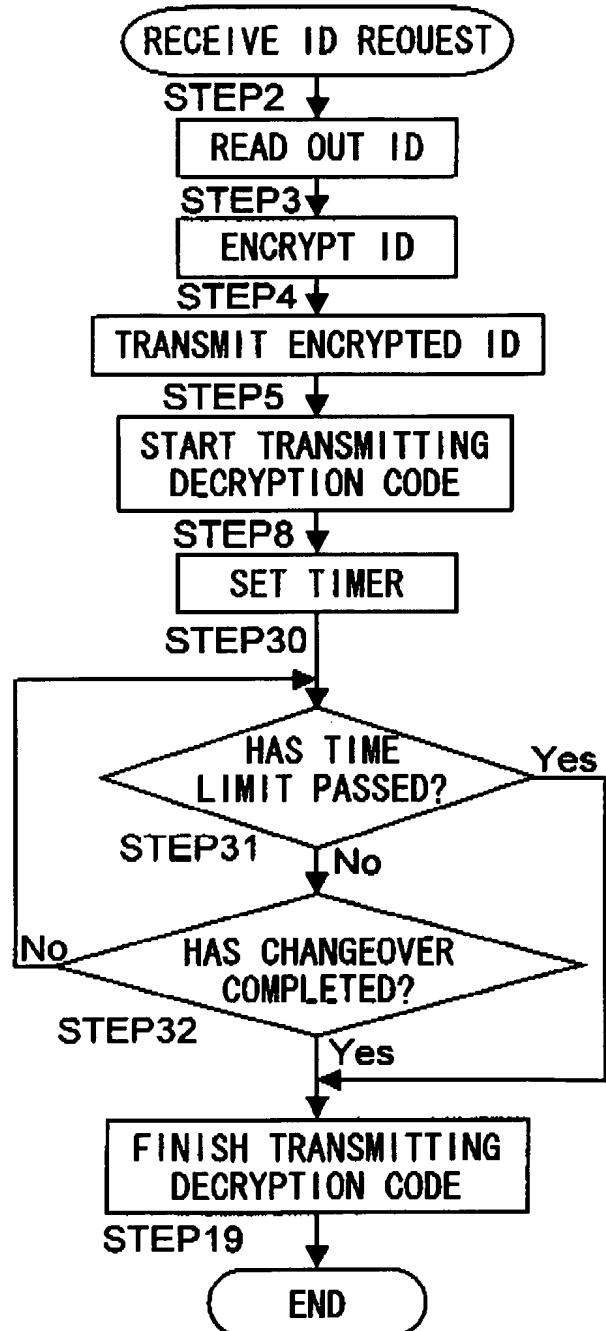 RECEIVE ID REOUEST
STEP2
READ OUT ID
STEP3
ENCRYPT ID
STEP4
TRANSMIT ENCRYPTED ID
STEP5
START TRANSMITTING
DECRYPTION CODE
STEP8
SET TIMER
STEP30
HAS TIME
LIMIT PASSED?
Yes
STEP31
No
No
HAS CHANGEOVER
COMPLETED?
STEP32
Yes
FINISH TRANSMITTING
DECRYPTION CODE
STEP19
END